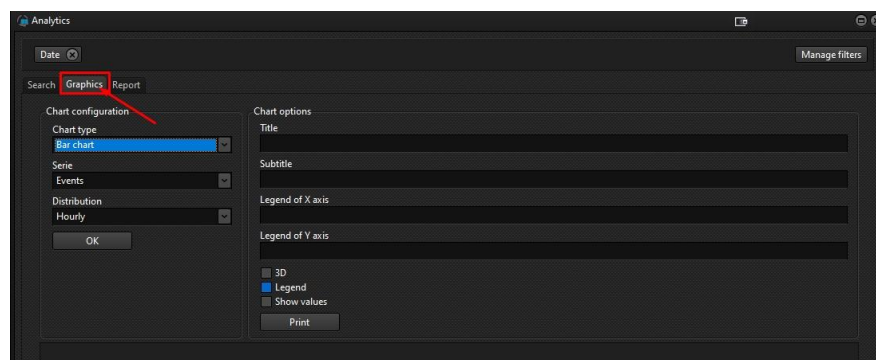 Analytics
Date
Manage filters
Search Graphics Report
Chart configuration
Chart type
Bar chart
Serie
Events
Distribution
Hourly
OK
Chart options
Title
Subtitle
Legend of X axis
Legend of Y axis
3D
Legend
Show values
Print